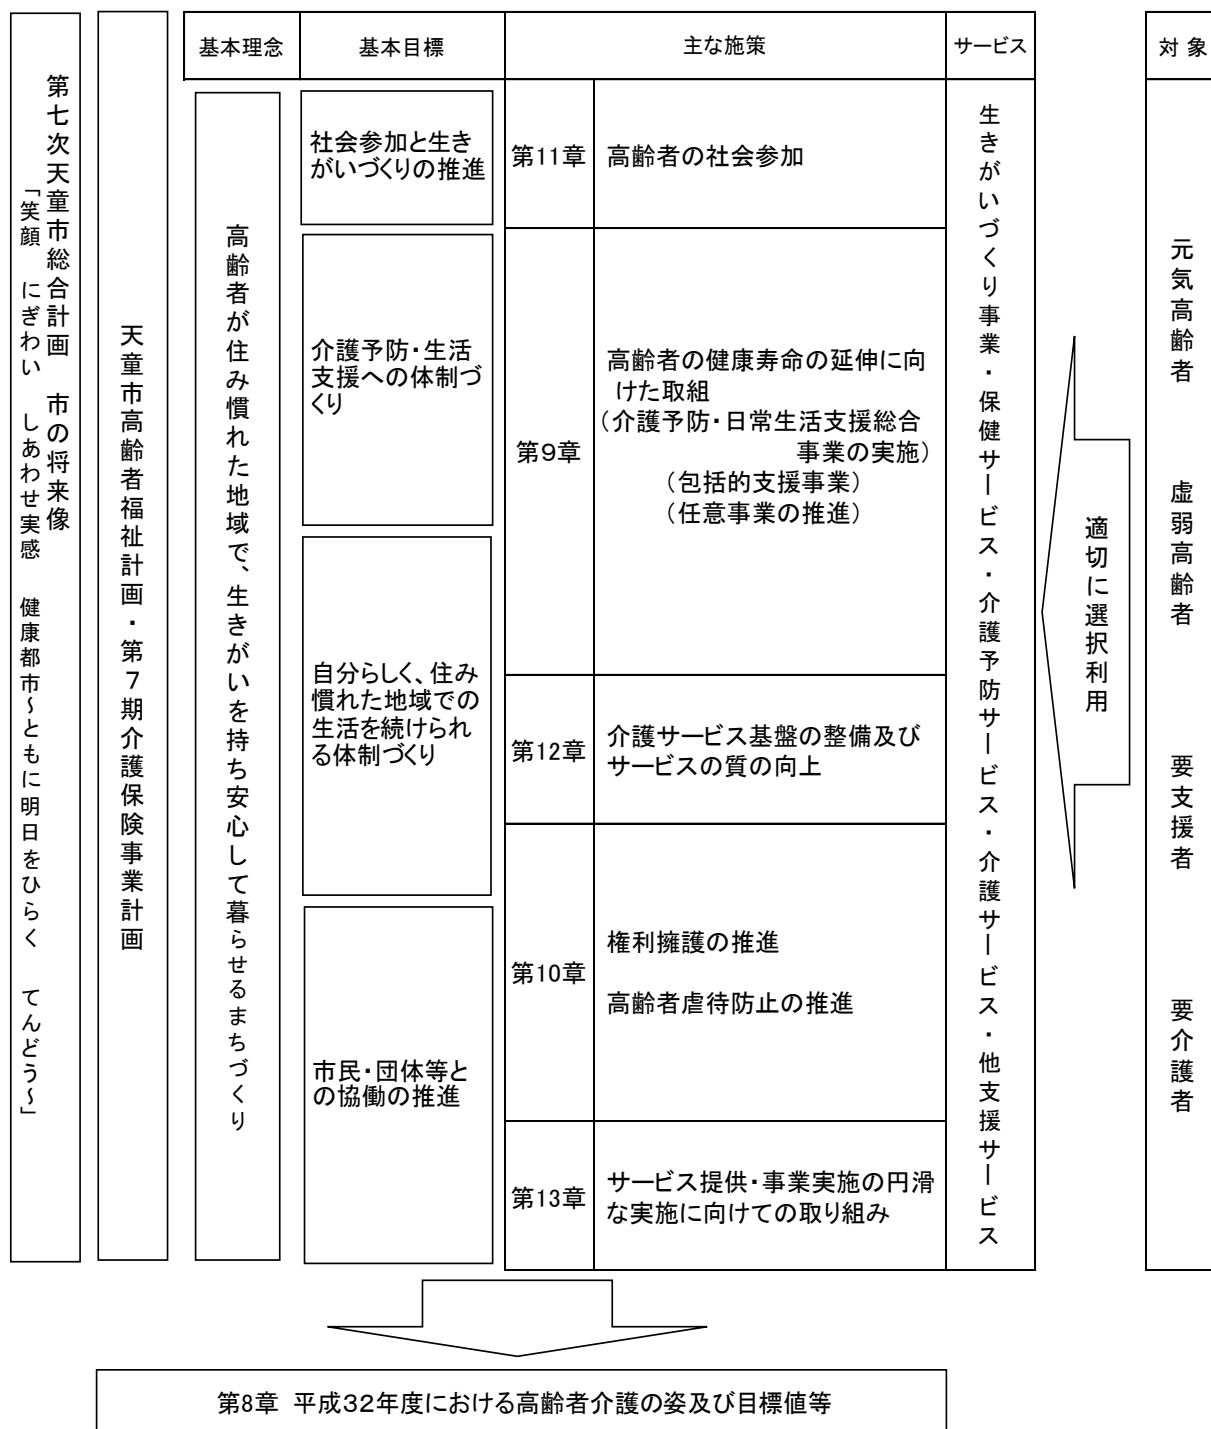 第七次天童市総合計画　市の将来像
「笑顔　にぎわい　しあわせ実感　健康都市～ともに明日をひらく　てんどう～」
天童市高齢者福祉計画・第７期介護保険事業計画
基本理念
基本目標
主な施策
サービス
対 象
高齢者が住み慣れた地域で、生きがいを持ち安心して暮らせるまちづくり
社会参加と生き
がいづくりの推進
介護予防・生活
支援への体制づ
くり
自分らしく、住み
慣れた地域での
生活を続けられ
る体制づくり
市民・団体等と
の協働の推進
第11章
高齢者の社会参加
第9章
高齢者の健康寿命の延伸に向
けた取組
（介護予防・日常生活支援総合
事業の実施）
（包括的支援事業）
（任意事業の推進）
第12章
介護サービス基盤の整備及び
サービスの質の向上
第10章
権利擁護の推進
高齢者虐待防止の推進
第13章
サービス提供・事業実施の円滑
な実施に向けての取り組み
生きがいづくり事業・保健サービス・介護予防サービス・介護サービス・他支援サービス
適切に選択利用
元気高齢者
虚弱高齢者
要支援者
要介護者
第8章 平成３２年度における高齢者介護の姿及び目標値等